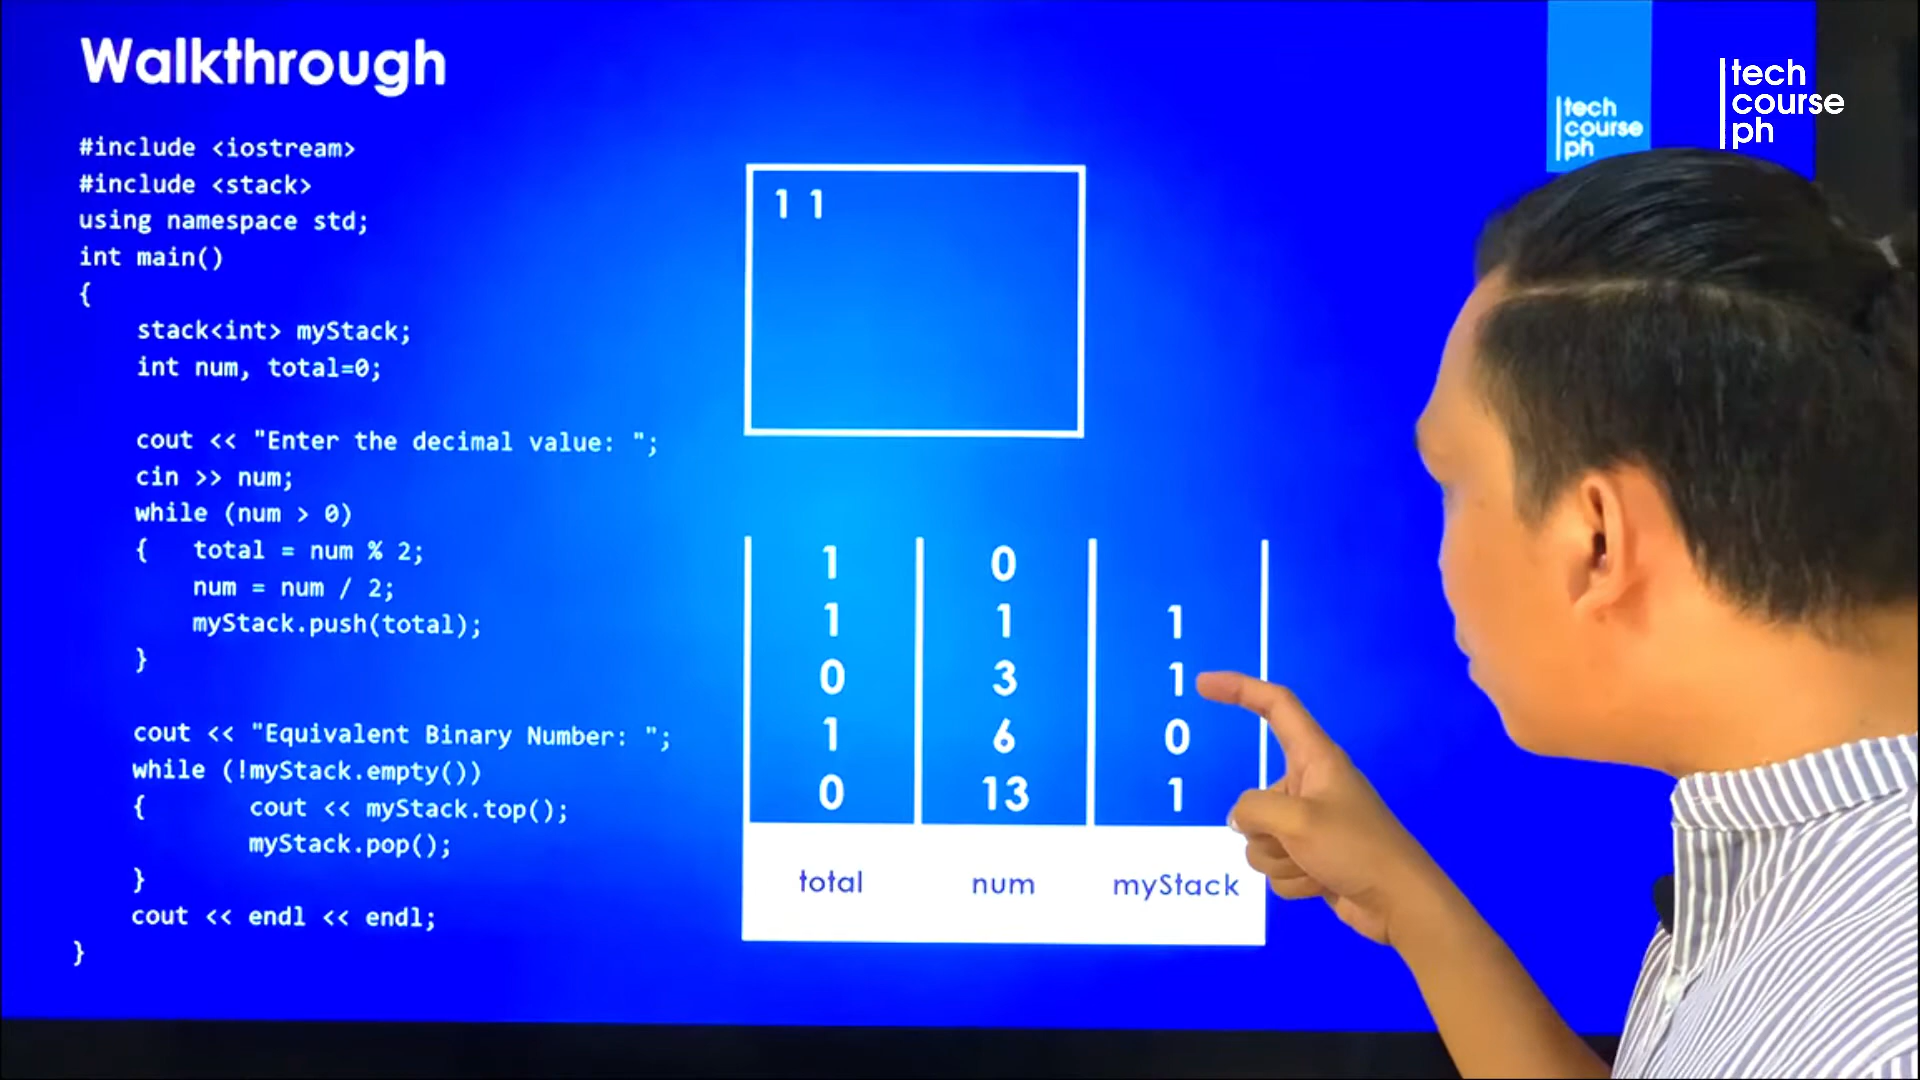 Walkthrough
#include <iostream>
#include <stack>
using namespace std;
int main()
{
stack<int> myStack;
int num, total=0;
cout << "Enter the decimal value: ";
cin >> num;
while (num > 0)
{ total = num % 2;
num = num / 2;
myStack.push(total);
}
cout << "Equivalent Binary Number: ";
while (!myStack.empty())
{ cout << myStack.top();
myStack.pop();
}
cout << endl << endl;
}
1 1
1 0
1 1 1
0 3 1
1 6 0
0 13 1
total num myStack
tech
course
ph
tech
course
ph